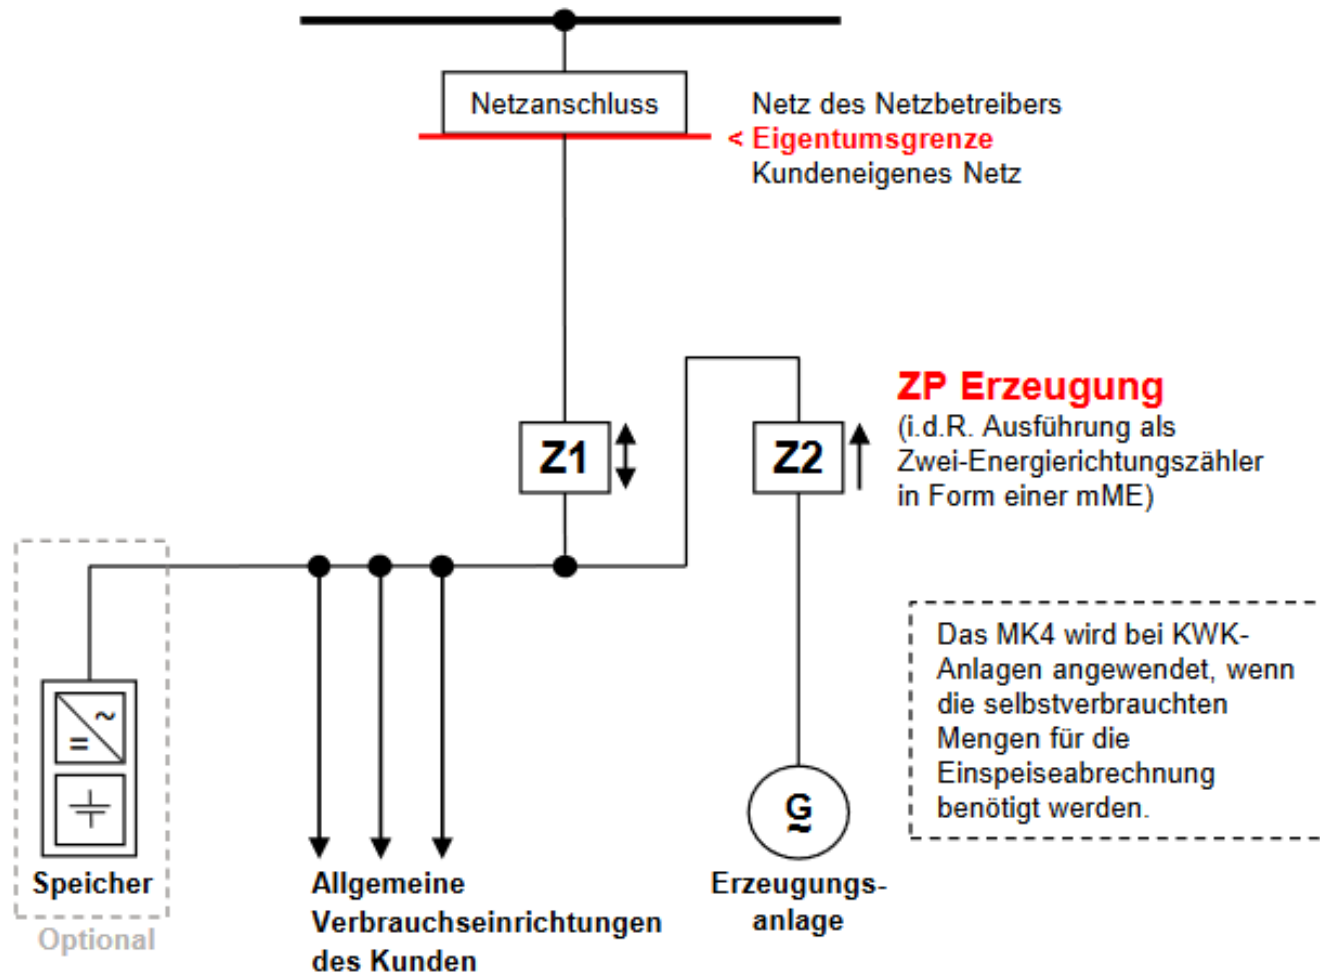 Netzanschluss
Netz des Netzbetreibers
< Eigentumsgrenze
Kundeneigenes Netz
ZP Erzeugung
(i.d.R. Ausführung als
Zwei-Energierichtungszähler
in Form einer mME)
Z1
Z2
Das MK4 wird bei KWK-
Anlagen angewendet, wenn
die selbstverbrauchten
Mengen für die
Einspeiseabrechnung
benötigt werden.
~
=
G
~
Speicher
Optional
Allgemeine
Verbrauchseinrichtungen
des Kunden
Erzeugungs-
anlage